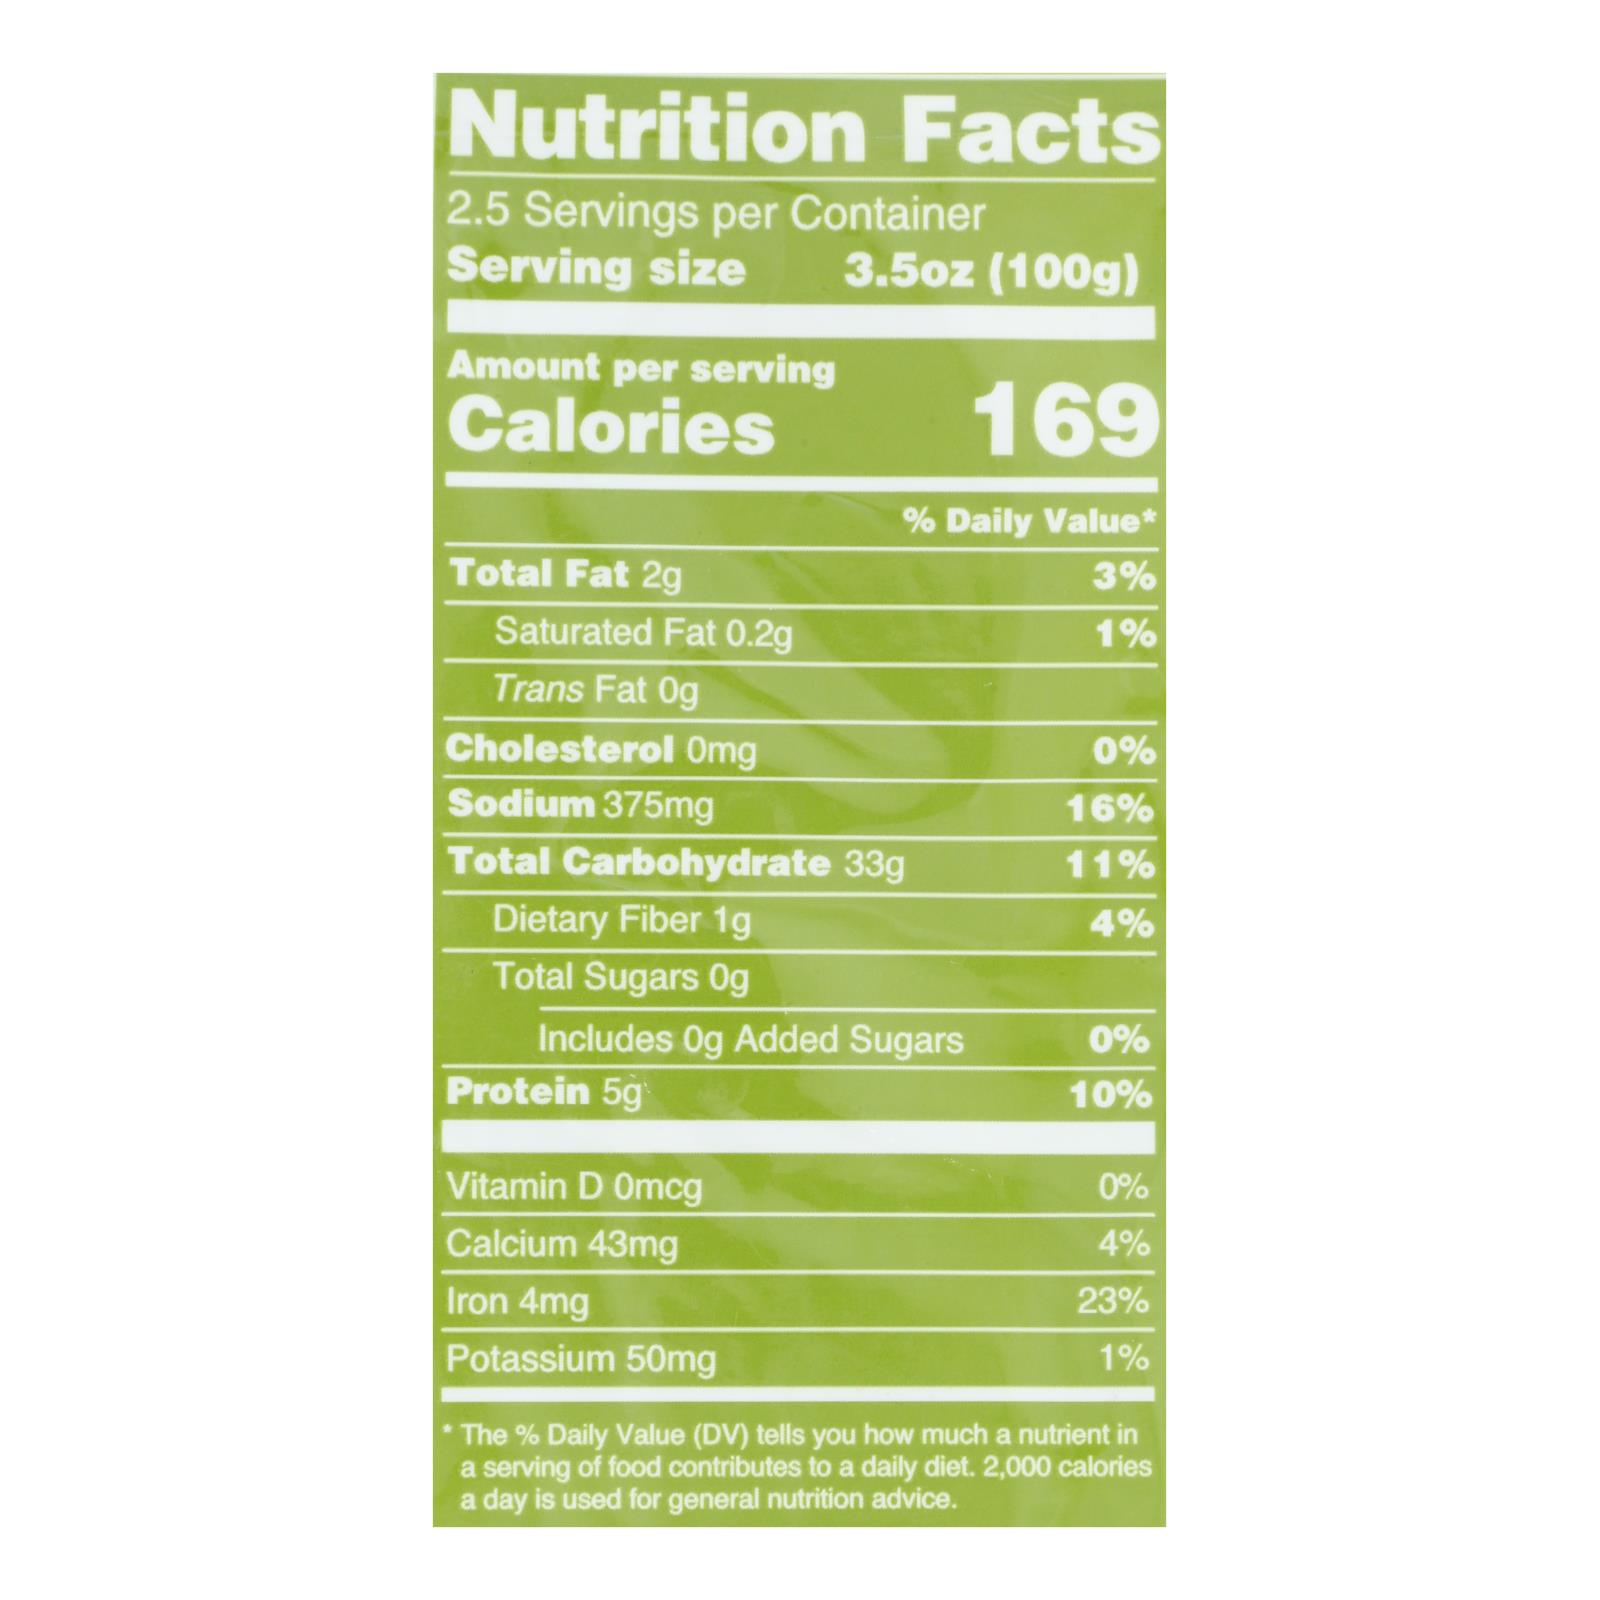 Nutrition Facts
2.5 Servings per Container
Serving size 3.5oz (100g)
Amount per serving
Calories 169
% Daily Value*
Total Fat 2g 3%
Saturated Fat 0.2g 1%
Trans Fat 0g
Cholesterol 0mg 0%
Sodium 375mg 16%
Total Carbohydrate 33g 11%
Dietary Fiber 1g 4%
Total Sugars 0g
Includes 0g Added Sugars 0%
Protein 5g 10%
Vitamin D 0mcg 0%
Calcium 43mg 4%
Iron 4mg 23%
Potassium 50mg 1%
* The % Daily Value (DV) tells you how much a nutrient in
a serving of food contributes to a daily diet. 2,000 calories
a day is used for general nutrition advice.